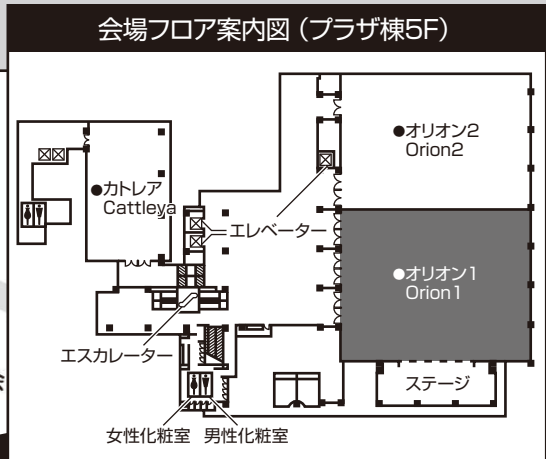 会場フロア案内図（プラザ棟5F）
●オリオン2
Orion2
●カトレア
Cattleya
エレベーター
●オリオン1
Orion1
エスカレーター
ステージ
女性化粧室 男性化粧室